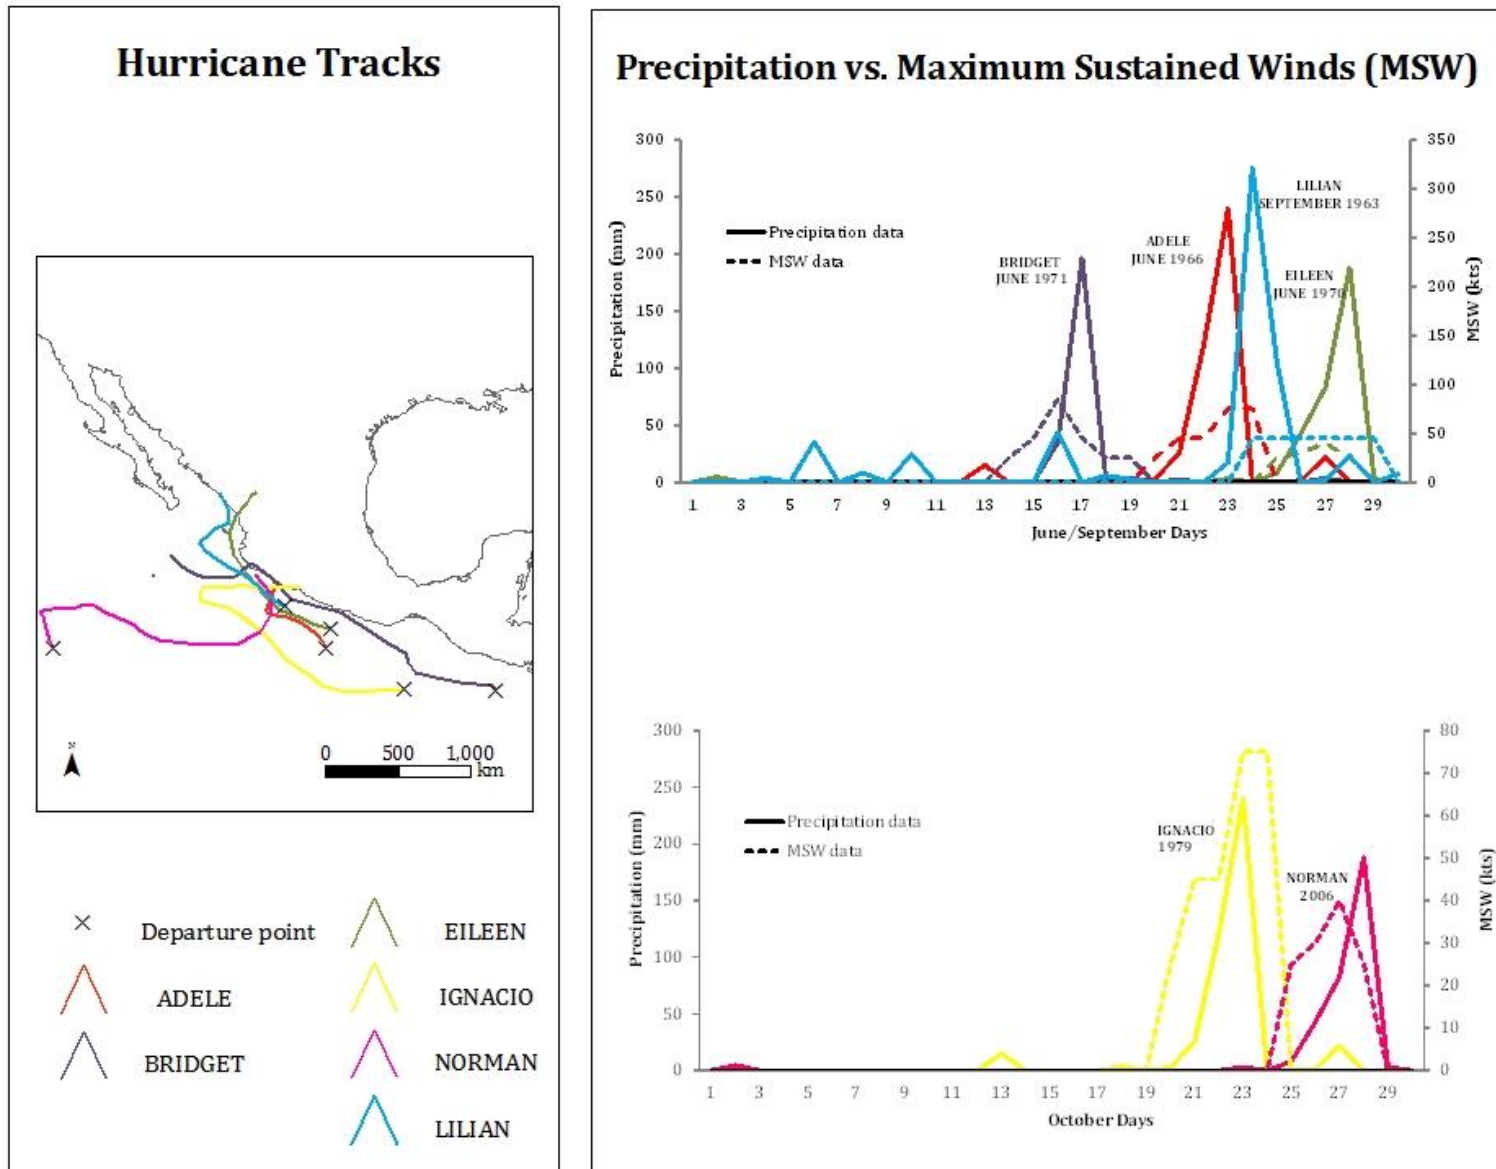 Hurricane Tracks
N
0 500 1,000
km
Departure point
EILEEN
ADELE
IGNACIO
BRIDGET
NORMAN
LILIAN
Precipitation vs. Maximum Sustained Winds (MSW)
300
250
200
150
100
50
0
Precipitation (mm)
350
300
250
200
150
100
50
0
MSW (kts)
Precipitation data
MSW data
BRIDGET
JUNE 1971
ADELE
JUNE 1966
LILIAN
SEPTEMBER 1963
EILEEN
JUNE 1970
1 3 5 7 9 11 13 15 17 19 21 23 25 27 29
June/September Days
300
250
200
150
100
50
0
Precipitation (mm)
80
70
60
50
40
30
20
10
0
MSW (kts)
Precipitation data
MSW data
IGNACIO
1979
NORMAN
2006
1 3 5 7 9 11 13 15 17 19 21 23 25 27 29
October Days